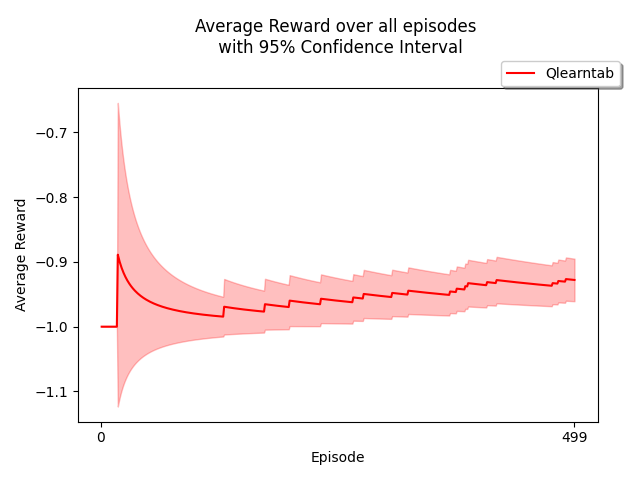 Average Reward over all episodes
with 95% Confidence Interval
Qlearntab
−0.7
−0.8
−0.9
−1.0
−1.1
Average Reward
0
499
Episode